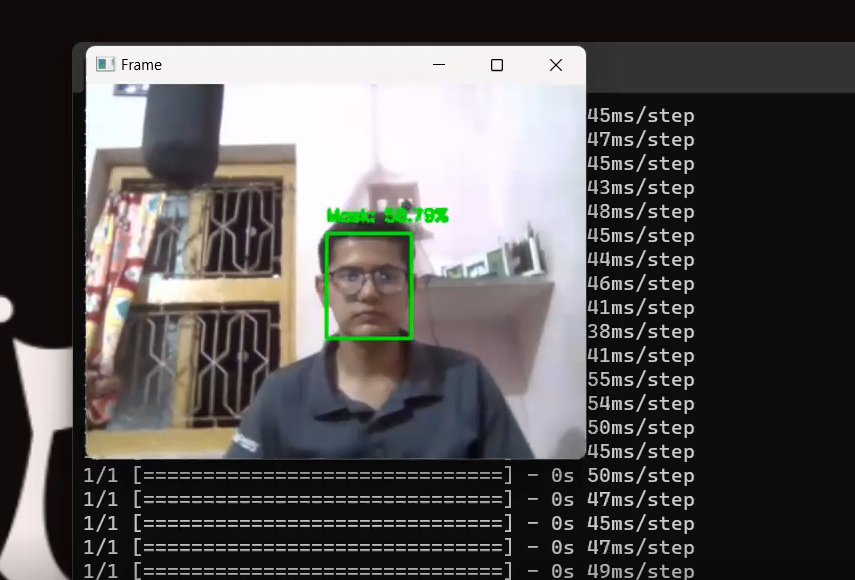 Frame
45ms/step
47ms/step
45ms/step
43ms/step
48ms/step
45ms/step
44ms/step
46ms/step
41ms/step
38ms/step
41ms/step
55ms/step
54ms/step
50ms/step
45ms/step
Mask: 50.79%
1/1 [==============================] - 0s 50ms/step
1/1 [==============================] - 0s 47ms/step
1/1 [==============================] - 0s 45ms/step
1/1 [==============================] - 0s 47ms/step
1/1 [==============================] - 0s 49ms/step